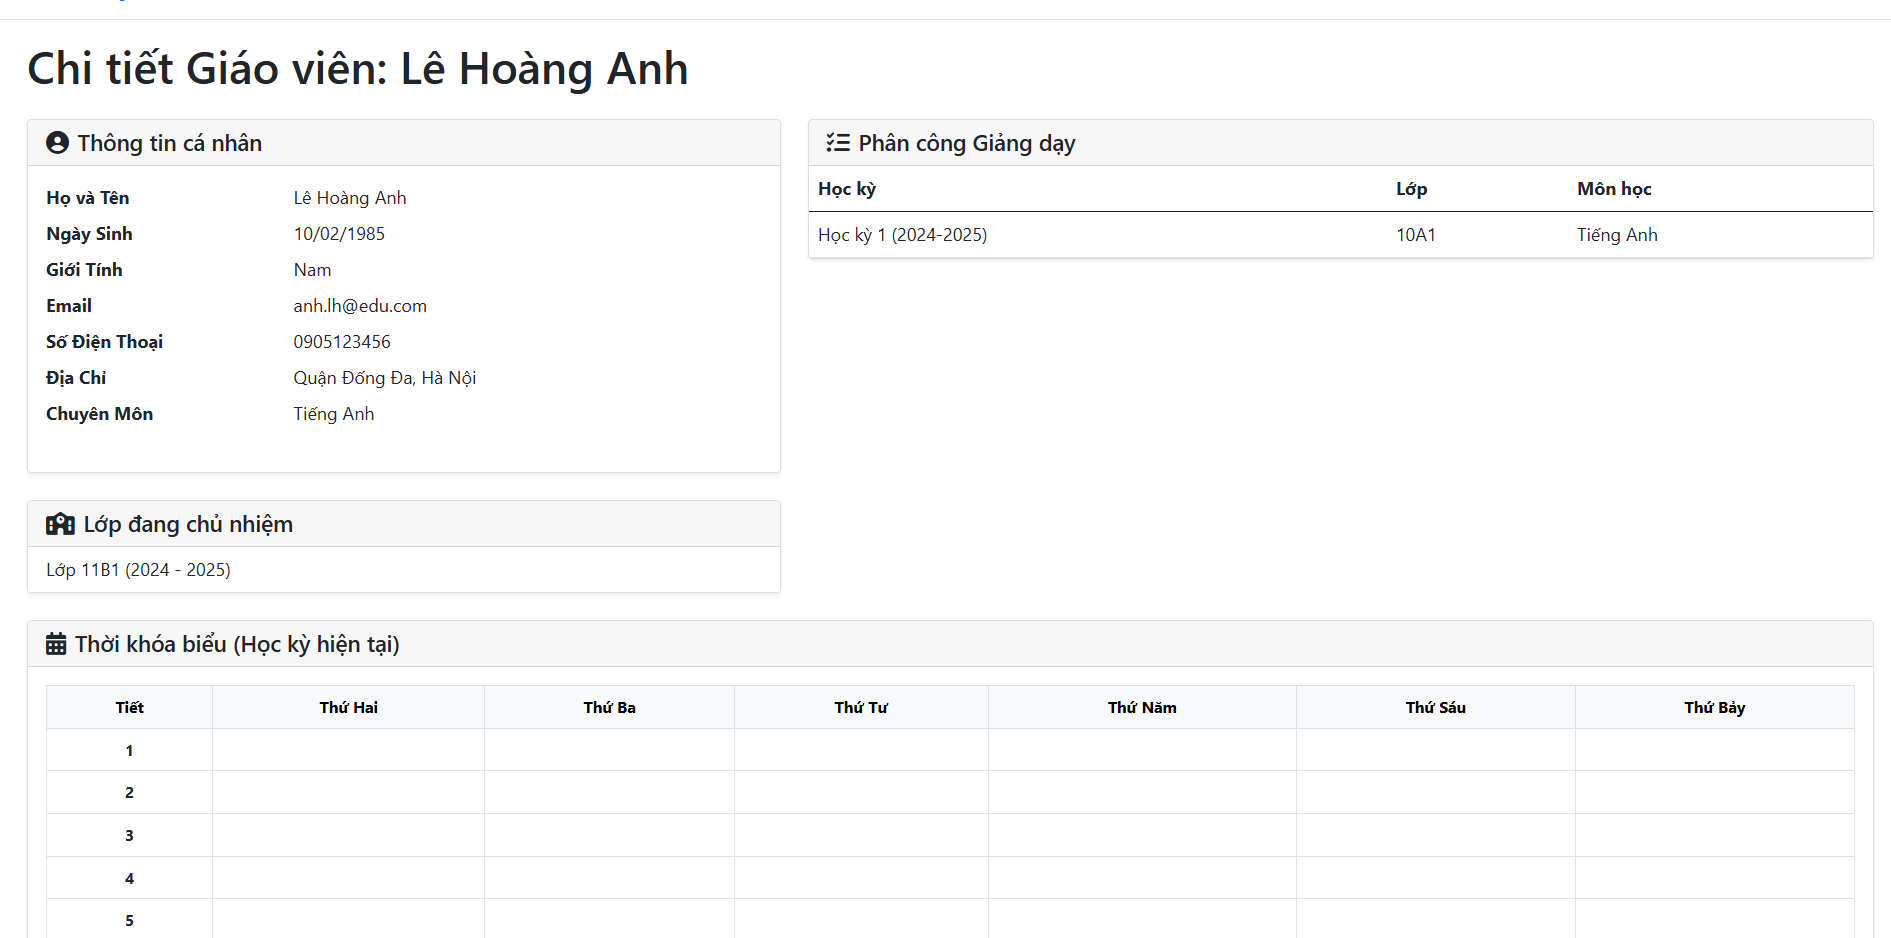 Chi tiết Giáo viên: Lê Hoàng Anh
Thông tin cá nhân
Họ và Tên Lê Hoàng Anh
Ngày Sinh 10/02/1985
Giới Tính Nam
Email anh.lh@edu.com
Số Điện Thoại 0905123456
Địa Chỉ Quận Đống Đa, Hà Nội
Chuyên Môn Tiếng Anh
Lớp đang chủ nhiệm
Lớp 11B1 (2024 - 2025)
Phân công Giảng dạy
Học kỳ Lớp Môn học
Học kỳ 1 (2024-2025) 10A1 Tiếng Anh
Thời khóa biểu (Học kỳ hiện tại)
Tiết Thứ Hai Thứ Ba Thứ Tư Thứ Năm Thứ Sáu Thứ Bảy
1
2
3
4
5